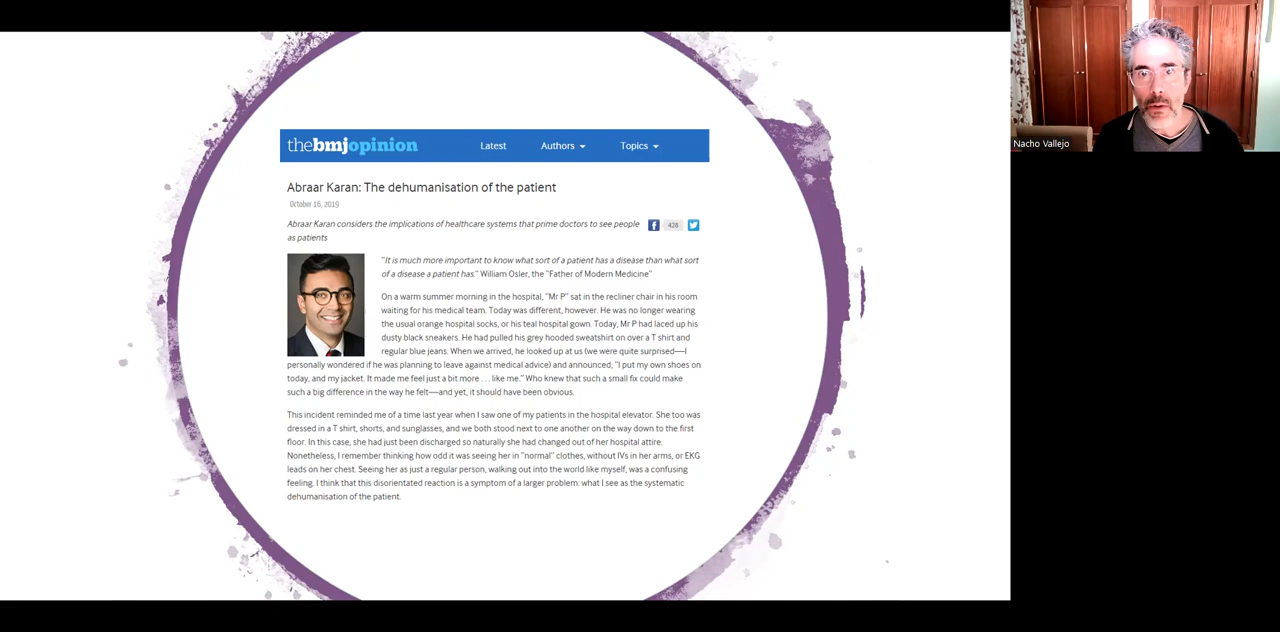 thebmjopinion Latest Authors Topics
Abraar Karan: The dehumanisation of the patient
October 16, 2019
Abraar Karan considers the implications of healthcare systems that prime doctors to see people
as patients
428
"It is much more important to know what sort of a patient has a disease than what sort
of a disease a patient has." William Osler, the "Father of Modern Medicine"
On a warm summer morning in the hospital, "Mr P" sat in the recliner chair in his room
waiting for his medical team. Today was different, however. He was no longer wearing
the usual orange hospital socks, or his teal hospital gown. Today, Mr P had laced up his
dusty black sneakers. He had pulled his grey hooded sweatshirt on over a T shirt and
regular blue jeans. When we arrived, he looked up at us (we were quite surprised—I
personally wondered if he was planning to leave against medical advice) and announced, "I put my own shoes on
today, and my jacket. It made me feel just a bit more . . . like me." Who knew that such a small fix could make
such a big difference in the way he felt—and yet, it should have been obvious.
This incident reminded me of a time last year when I saw one of my patients in the hospital elevator. She too was
dressed in a T shirt, shorts, and sunglasses, and we both stood next to one another on the way down to the first
floor. In this case, she had just been discharged so naturally she had changed out of her hospital attire.
Nonetheless, I remember thinking how odd it was seeing her in "normal" clothes, without IVs in her arms, or EKG
leads on her chest. Seeing her as just a regular person, walking out into the world like myself, was a confusing
feeling. I think that this disorientated reaction is a symptom of a larger problem: what I see as the systematic
dehumanisation of the patient.
Nacho Vallejo